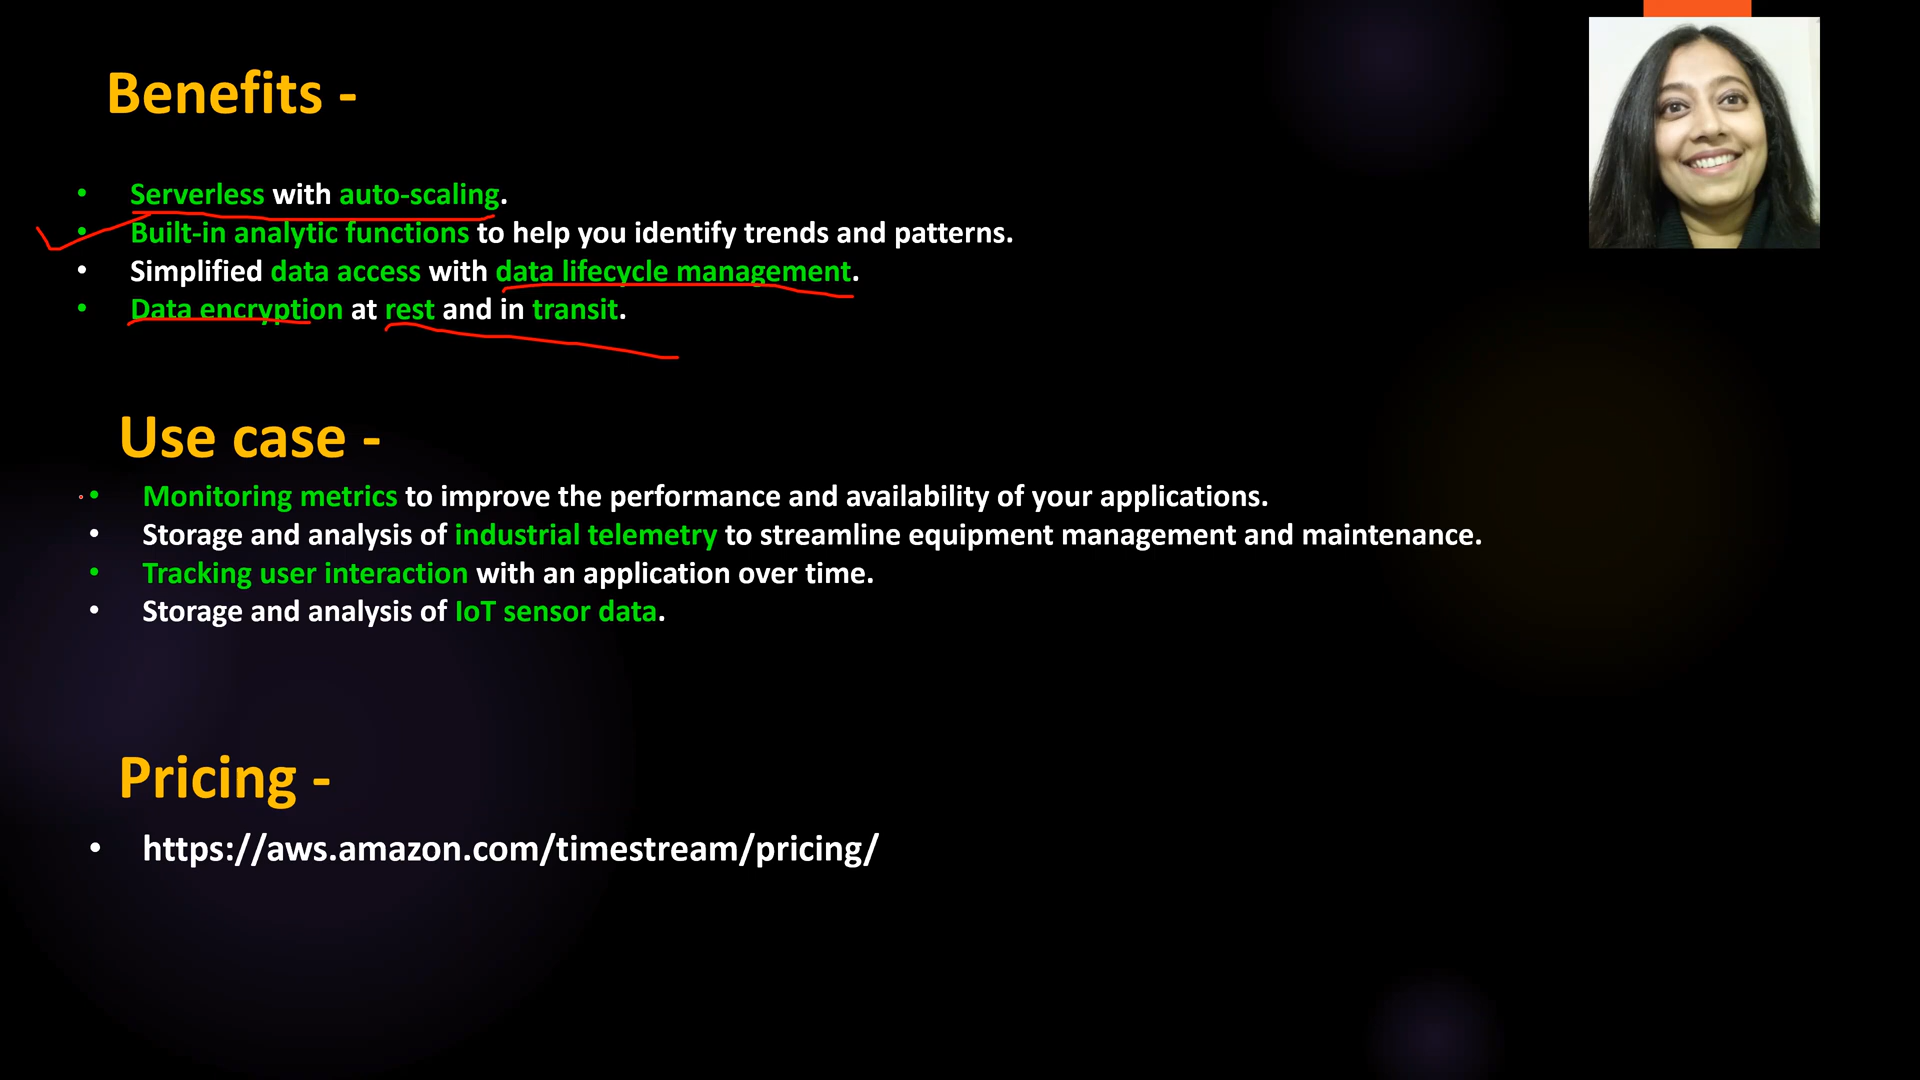 Benefits -
• Serverless with auto-scaling.
• Built-in analytic functions to help you identify trends and patterns.
• Simplified data access with data lifecycle management.
• Data encryption at rest and in transit.
Use case -
• Monitoring metrics to improve the performance and availability of your applications.
• Storage and analysis of industrial telemetry to streamline equipment management and maintenance.
• Tracking user interaction with an application over time.
• Storage and analysis of IoT sensor data.
Pricing -
• https://aws.amazon.com/timestream/pricing/